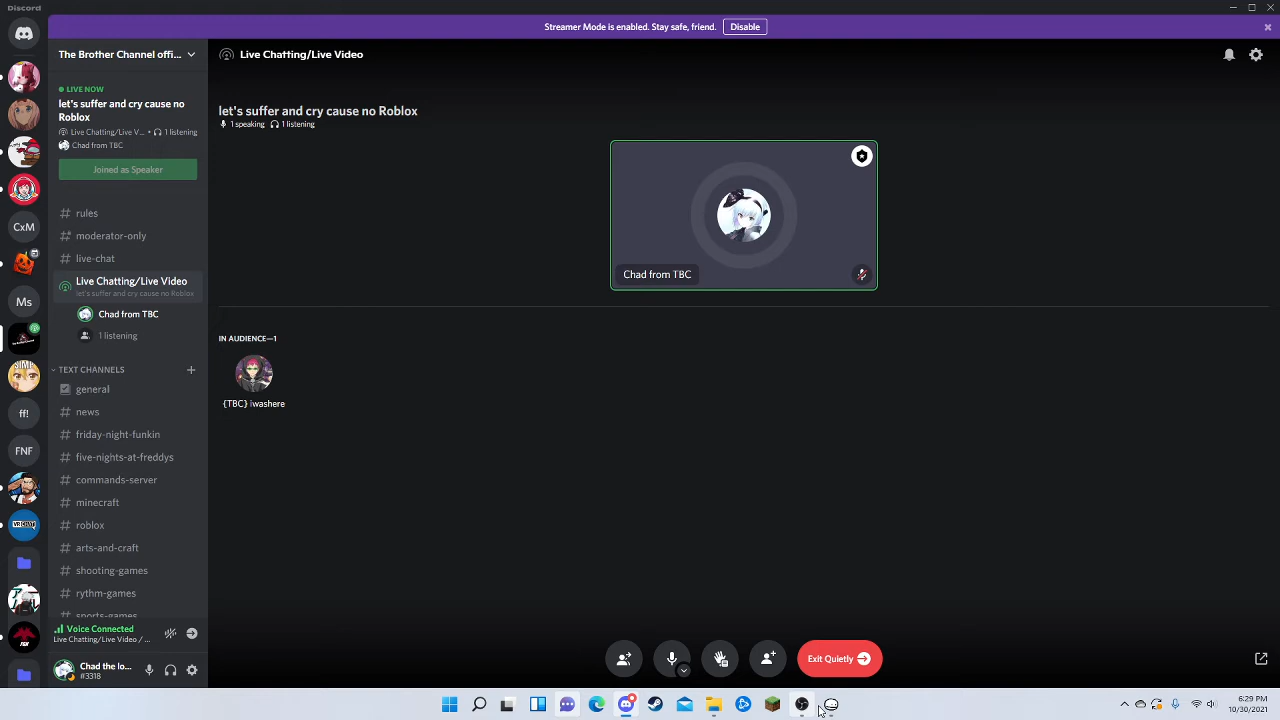 Discord
Streamer Mode is enabled. Stay safe, friend.
Disable
The Brother Channel offi...
LIVE NOW
let's suffer and cry cause no
Roblox
Live Chatting/Live V... • 1 listening
Chad from TBC
Joined as Speaker
rules
moderator-only
live-chat
Live Chatting/Live Video
let's suffer and cry cause no Roblox
Chad from TBC
1 listening
TEXT CHANNELS
general
news
friday-night-funkin
five-nights-at-freddys
commands-server
minecraft
roblox
arts-and-craft
shooting-games
rythm-games
sports-games
Voice Connected
Live Chatting/Live Video / ...
Chad the lo...
#3318
CxM
Ms
SIMP
ff!
FNF
VRCHAT
Live Chatting/Live Video
let's suffer and cry cause no Roblox
1 speaking 1 listening
Chad from TBC
IN AUDIENCE—1
{TBC} iwashere
Exit Quietly
6:29 PM
10/30/2021